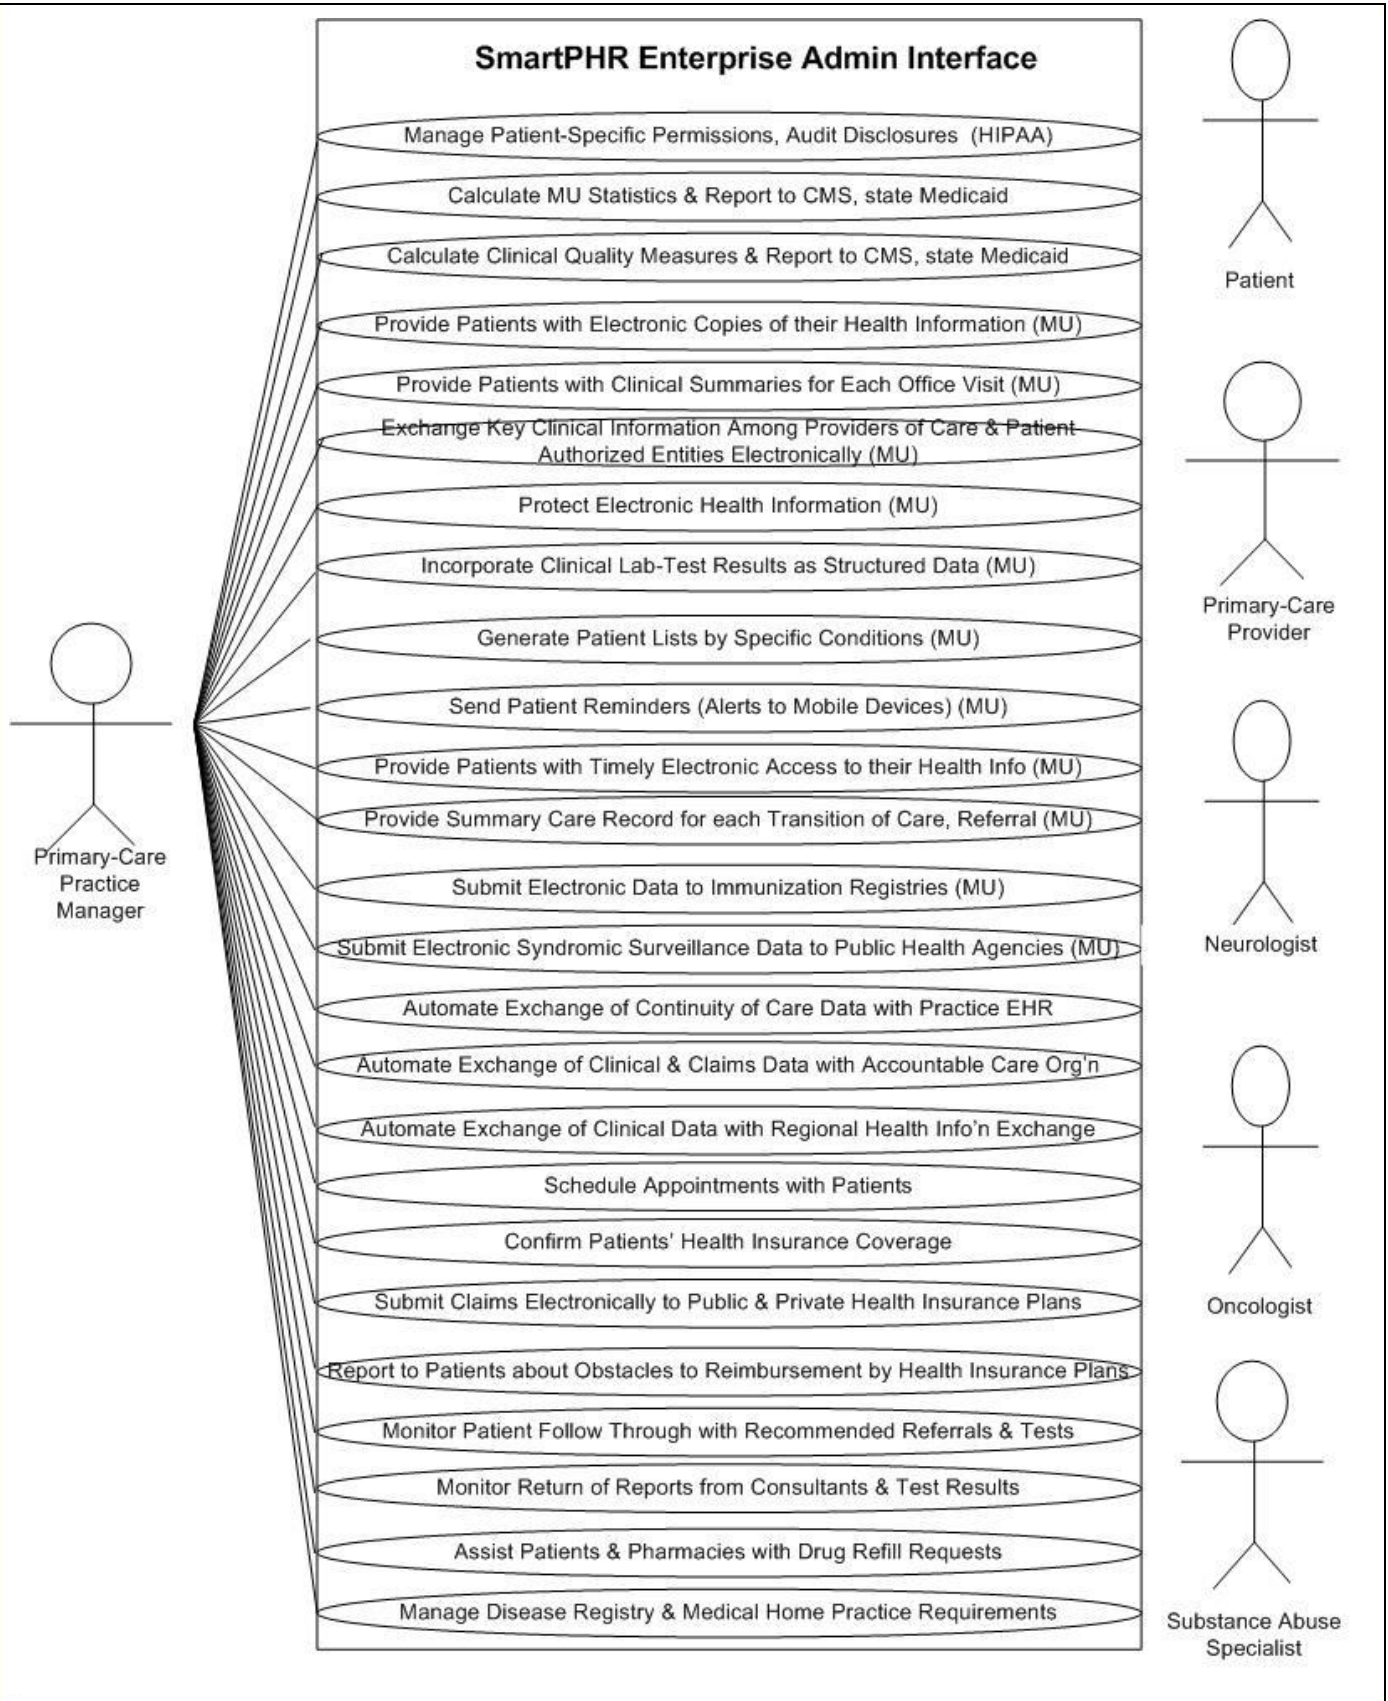 SmartPHR Enterprise Admin Interface
Manage Patient-Specific Permissions, Audit Disclosures (HIPAA)
Calculate MU Statistics & Report to CMS, state Medicaid
Calculate Clinical Quality Measures & Report to CMS, state Medicaid
Provide Patients with Electronic Copies of their Health Information (MU)
Provide Patients with Clinical Summaries for Each Office Visit (MU)
Exchange Key Clinical Information Among Providers of Care & Patient
Authorized Entities Electronically (MU)
Protect Electronic Health Information (MU)
Incorporate Clinical Lab-Test Results as Structured Data (MU)
Generate Patient Lists by Specific Conditions (MU)
Send Patient Reminders (Alerts to Mobile Devices) (MU)
Provide Patients with Timely Electronic Access to their Health Info (MU)
Provide Summary Care Record for each Transition of Care, Referral (MU)
Submit Electronic Data to Immunization Registries (MU)
Submit Electronic Syndromic Surveillance Data to Public Health Agencies (MU)
Automate Exchange of Continuity of Care Data with Practice EHR
Automate Exchange of Clinical & Claims Data with Accountable Care Org'n
Automate Exchange of Clinical Data with Regional Health Info'n Exchange
Schedule Appointments with Patients
Confirm Patients' Health Insurance Coverage
Submit Claims Electronically to Public & Private Health Insurance Plans
Report to Patients about Obstacles to Reimbursement by Health Insurance Plans
Monitor Patient Follow Through with Recommended Referrals & Tests
Monitor Return of Reports from Consultants & Test Results
Assist Patients & Pharmacies with Drug Refill Requests
Manage Disease Registry & Medical Home Practice Requirements
Primary-Care
Practice
Manager
Patient
Primary-Care
Provider
Neurologist
Oncologist
Substance Abuse
Specialist